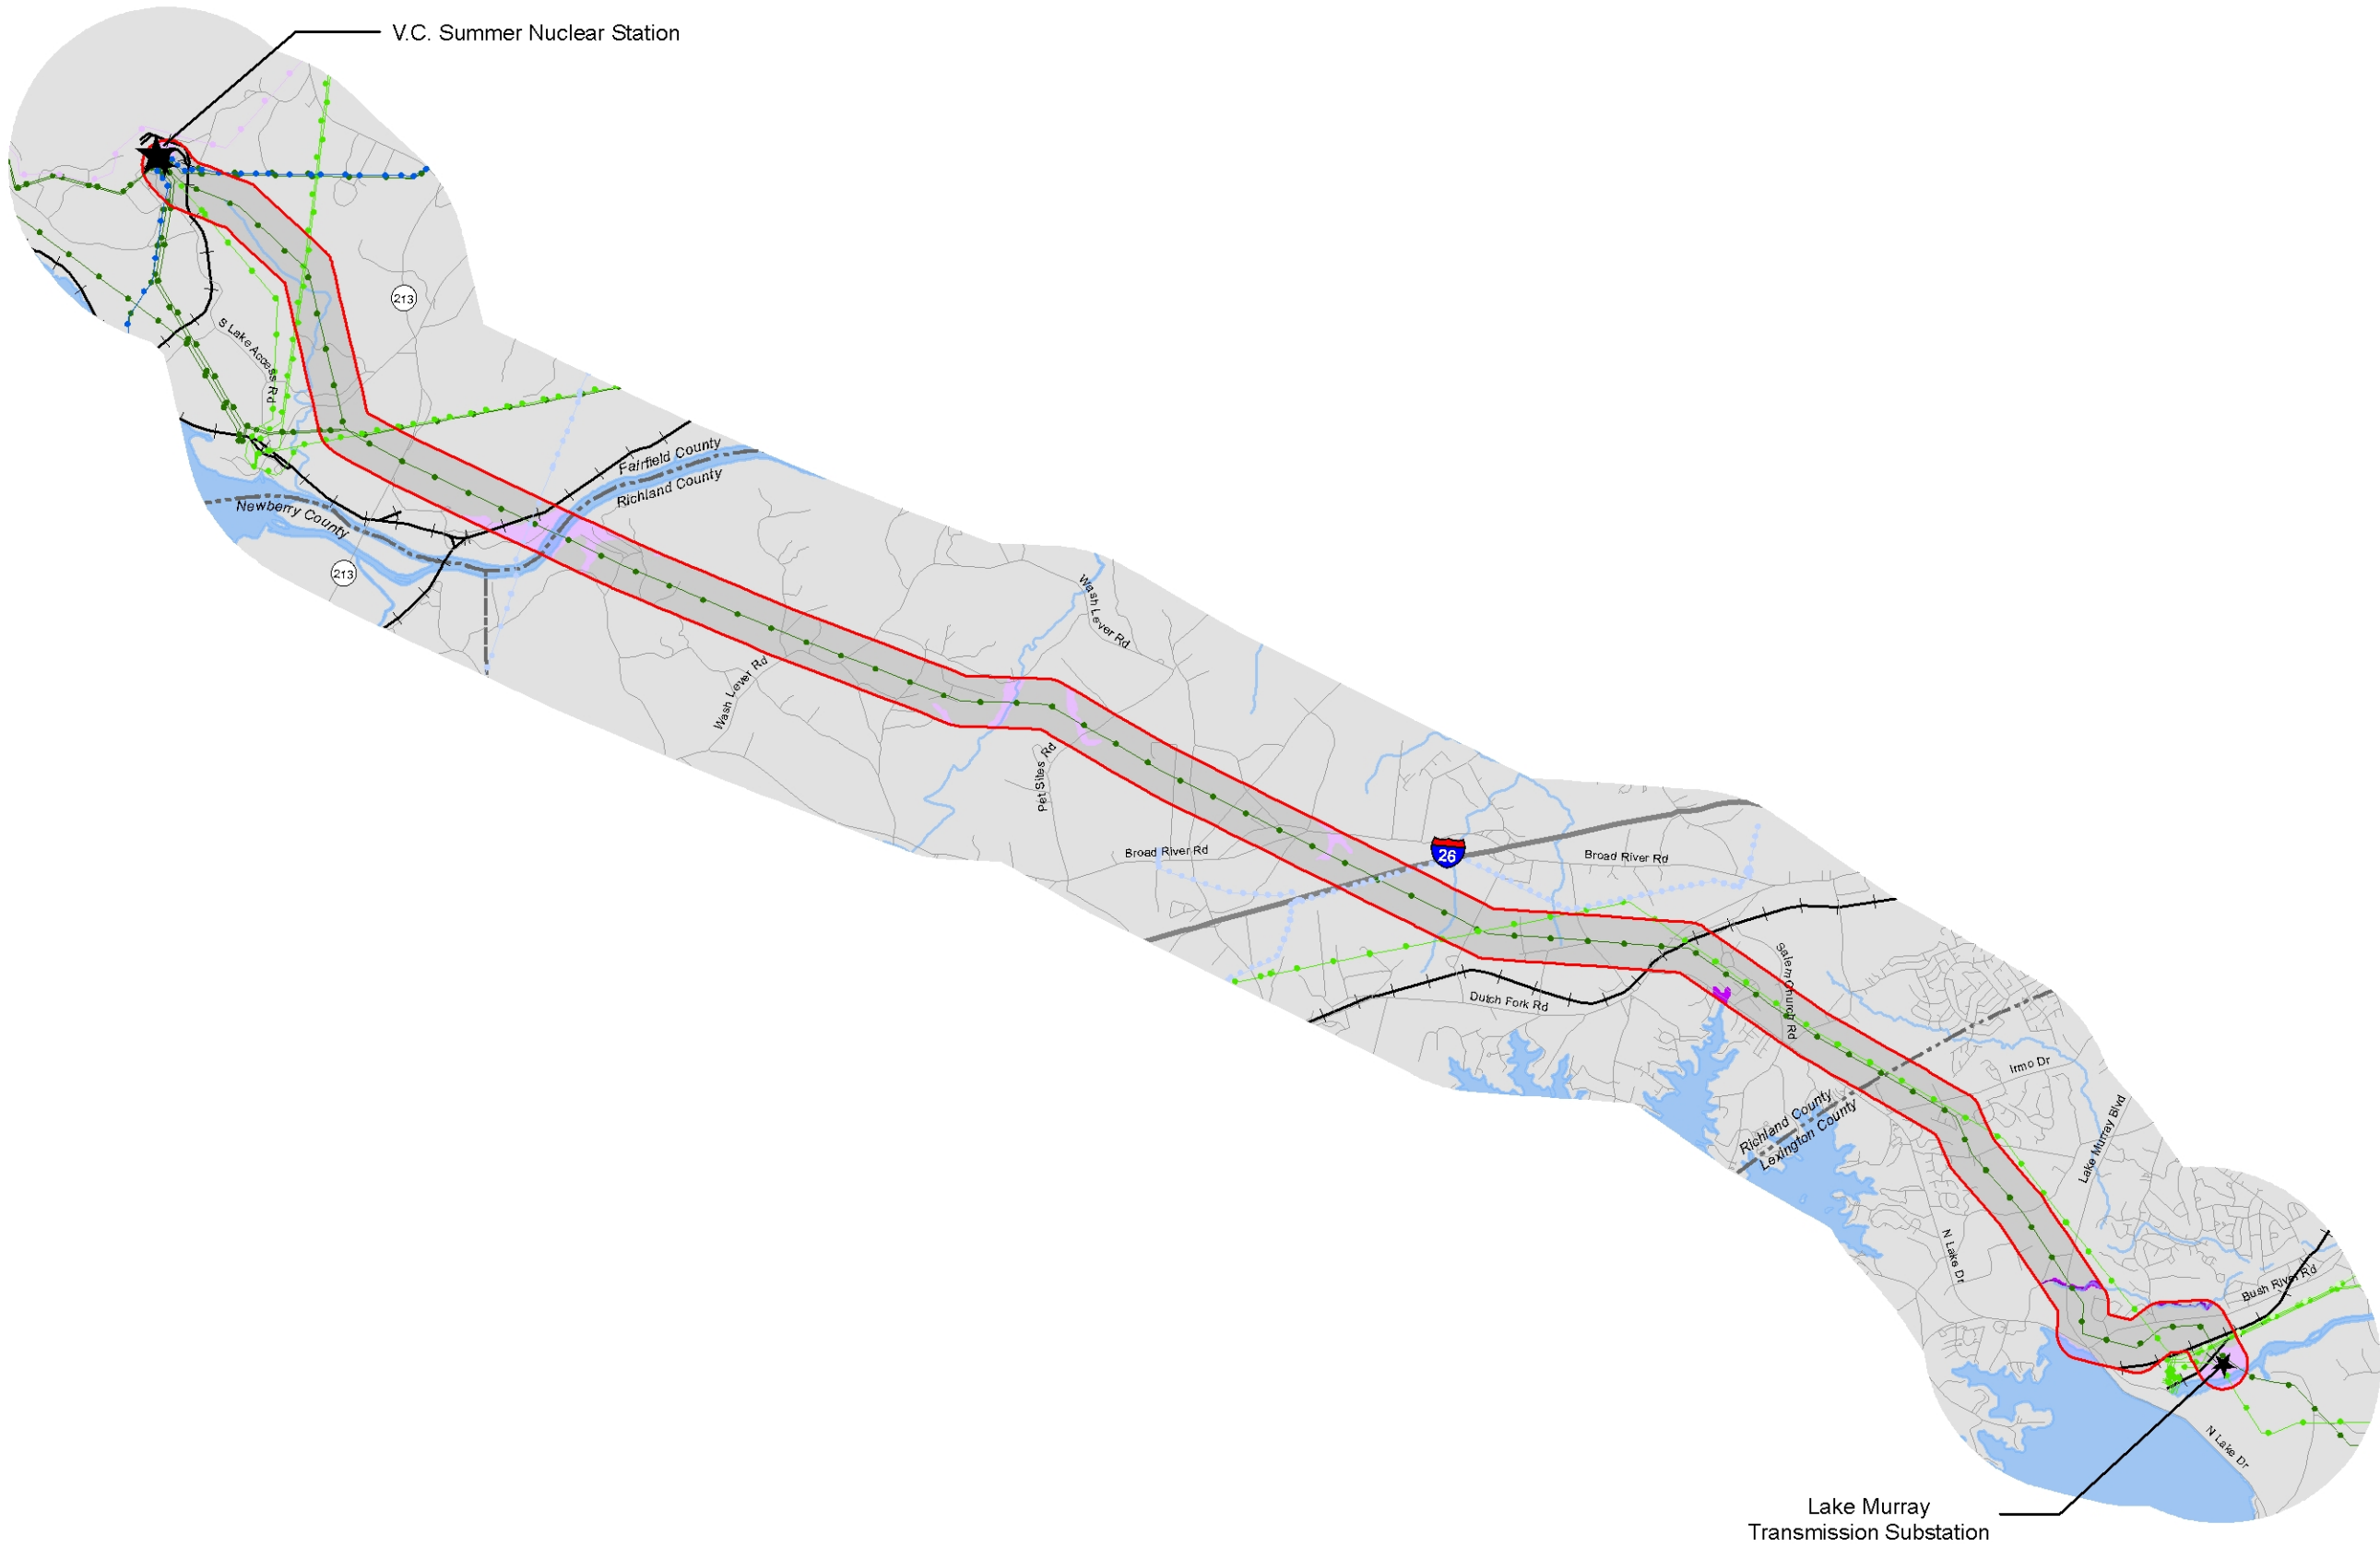 V.C. Summer Nuclear Station
213
S Lake Access Rd
Fairfield County
Richland County
Newberry County
213
Wash Lever Rd
Wash Lever Rd
Pet Sites Rd
Broad River Rd
26
Broad River Rd
Salem Church Rd
Dutch Fork Rd
Irmo Dr
Richland County
Lexington County
Lake Murray Blvd
N Lake Dr
Bush River Rd
N Lake Dr
Lake Murray
Transmission Substation